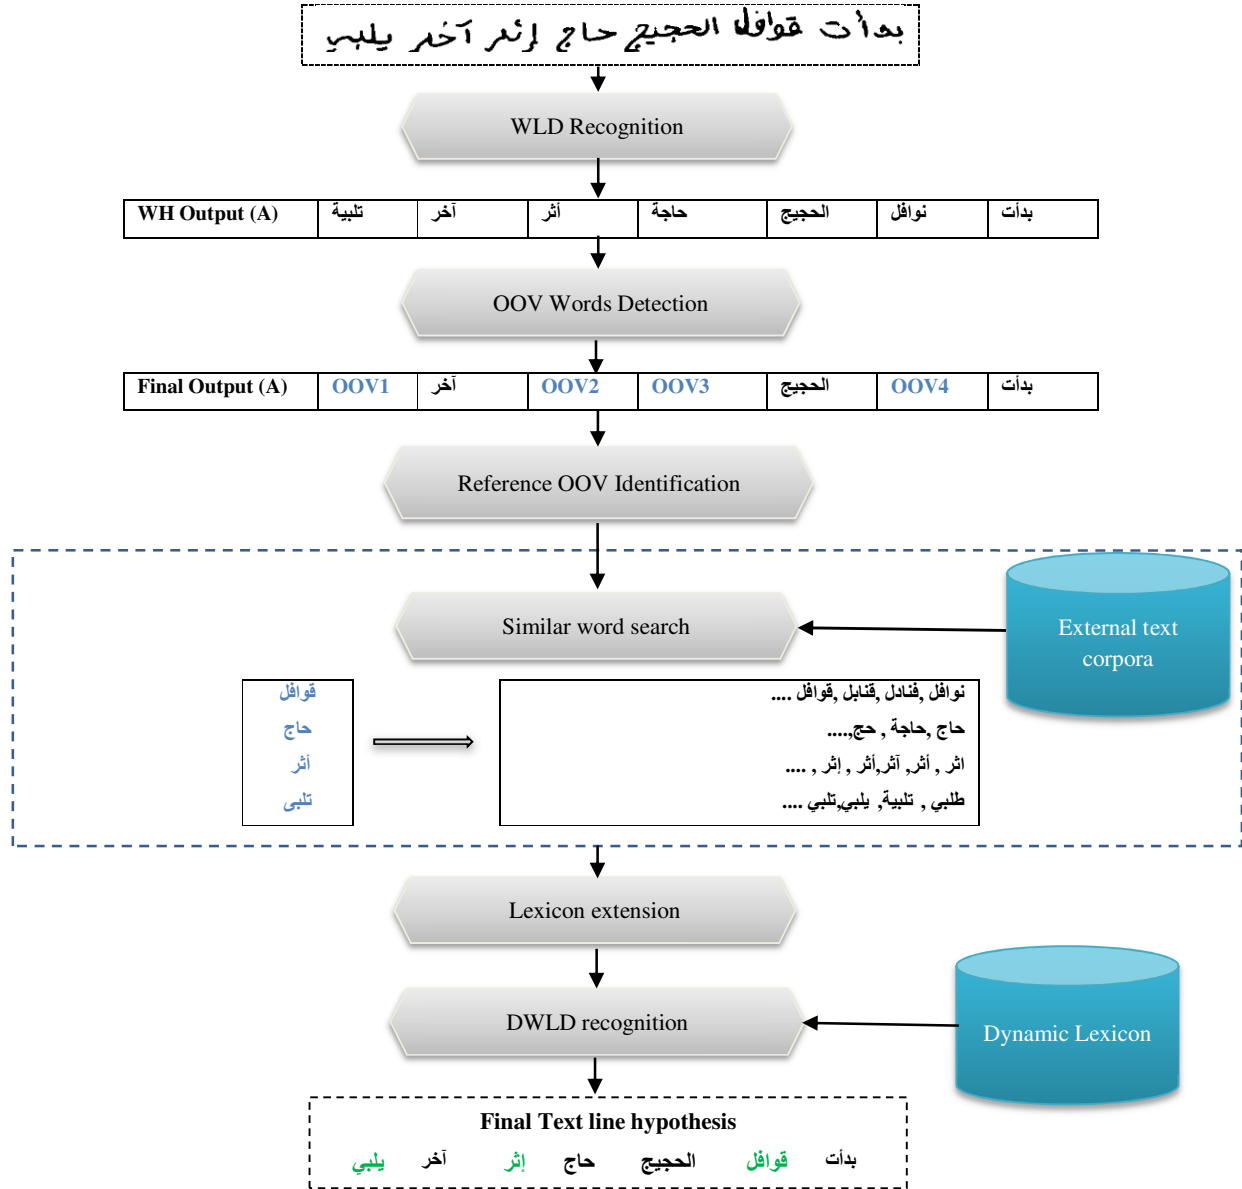 بدأت قوافل الحجيج حاج إثر آخر يلبي
WLD Recognition
WH Output (A) تلبية آخر أثر حاجة الحجيج نوافل بدأت
OOV Words Detection
Final Output (A) OOV1 آخر OOV2 OOV3 الحجيج OOV4 بدأت
Reference OOV Identification
Similar word search
External text
corpora
قوافل
حاج
أثر
تلبى
نوافل ,فنادل ,قنابل ,قوافل ....
حاج ,حاجة , حج,....
اثر , أثر, آثر,أثر , إثر , ....
طلبي , تلبية, يلبي,تلبي ....
Lexicon extension
DWLD recognition
Dynamic Lexicon
Final Text line hypothesis
بدأت قوافل الحجيج حاج إثر آخر يلبي